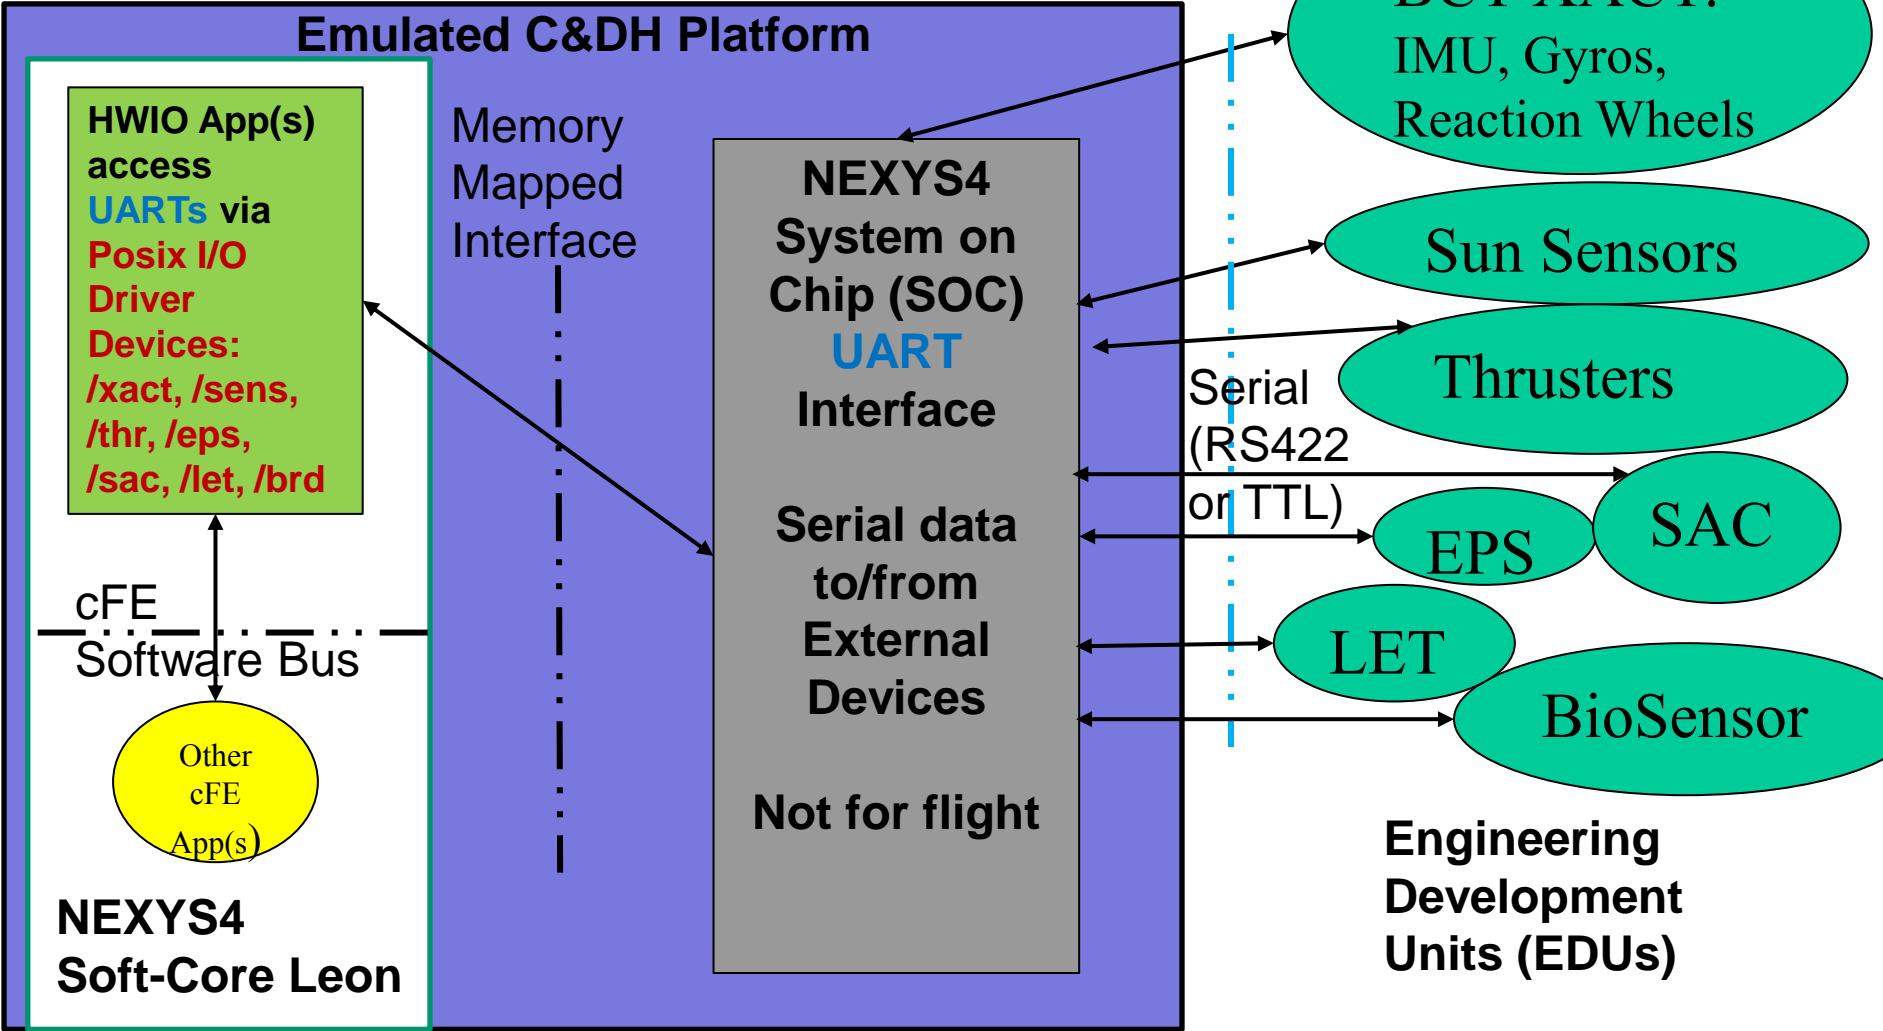 Emulated C&DH Platform
HWIO App(s)
access
UARTs via
Posix I/O
Driver
Devices:
/xact, /sens,
/thr, /eps,
/sac, /let, /brd
cFE
Software Bus
Other
cFE
App(s)
NEXYS4
Soft-Core Leon
Memory
Mapped
Interface
NEXYS4
System on
Chip (SOC)
UART
Interface
Serial data
to/from
External
Devices
Not for flight
Serial
(RS422
or TTL)
IMU, Gyros,
Reaction Wheels
Sun Sensors
Thrusters
SAC
EPS
LET
BioSensor
Engineering
Development
Units (EDUs)